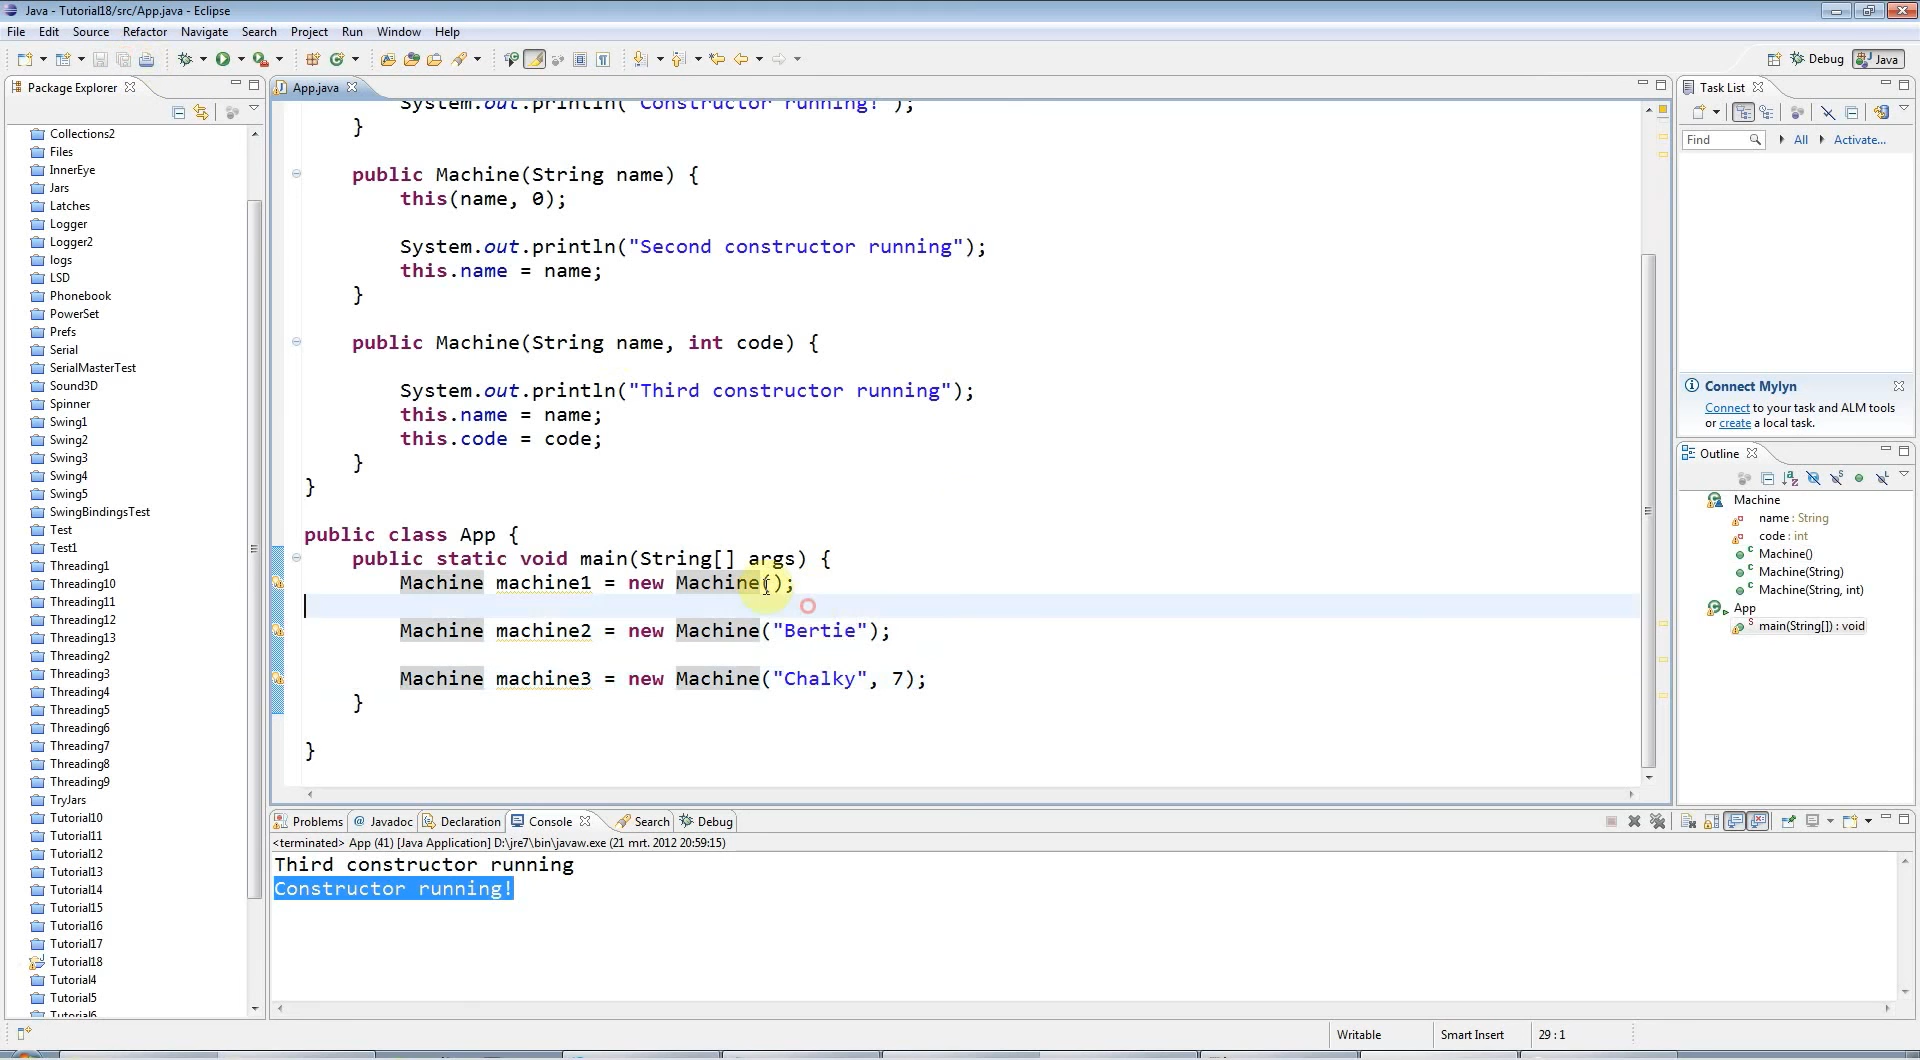 Java - Tutorial18/src/App.java - Eclipse
File Edit Source Refactor Navigate Search Project Run Window Help
Debug Java
Package Explorer
Collections2
Files
InnerEye
Jars
Latches
Logger
Logger2
logs
LSD
Phonebook
PowerSet
Prefs
Serial
SerialMasterTest
Sound3D
Spinner
Swing1
Swing2
Swing3
Swing4
Swing5
SwingBindingsTest
Test
Test1
Threading1
Threading10
Threading11
Threading12
Threading13
Threading2
Threading3
Threading4
Threading5
Threading6
Threading7
Threading8
Threading9
TryJars
Tutorial10
Tutorial11
Tutorial12
Tutorial13
Tutorial14
Tutorial15
Tutorial16
Tutorial17
Tutorial18
Tutorial4
Tutorial5
Tutorial6
App.java
System.out.println("Constructor running!");
}
public Machine(String name) {
this(name, 0);
System.out.println("Second constructor running");
this.name = name;
}
public Machine(String name, int code) {
System.out.println("Third constructor running");
this.name = name;
this.code = code;
}
}
public class App {
public static void main(String[] args) {
Machine machine1 = new Machine();
Machine machine2 = new Machine("Bertie");
Machine machine3 = new Machine("Chalky", 7);
}
}
Task List
Find All Activate...
Connect Mylyn
Connect to your task and ALM tools
or create a local task.
Outline
Machine
name : String
code : int
Machine()
Machine(String)
Machine(String, int)
App
main(String[]) : void
Problems @ Javadoc Declaration Console Search Debug
<terminated> App (41) [Java Application] D:\jre7\bin\javaw.exe (21 mrt. 2012 20:59:15)
Third constructor running
Constructor running!
Writable Smart Insert 29 : 1